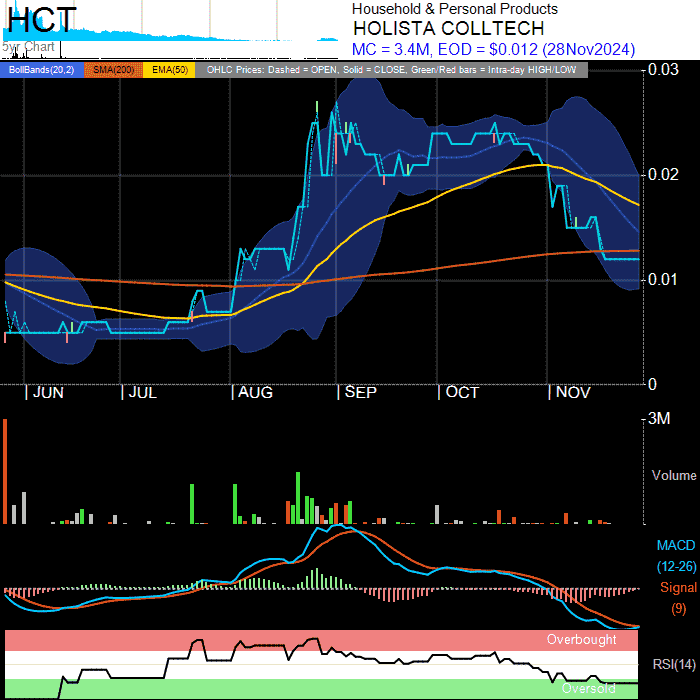 HCT
5yr Chart
Household & Personal Products
HOLISTA COLLTECH
MC = 3.4M, EOD = $0.012 (28Nov2024)
BollBands(20,2) SMA(200) EMA(50) OHLC Prices: Dashed = OPEN, Solid = CLOSE, Green/Red bars = Intra-day HIGH/LOW
0.03
0.02
0.01
0
JUN JUL AUG SEP OCT NOV
3M
Volume
MACD
(12-26)
Signal
(9)
Overbought
RSI(14)
Oversold